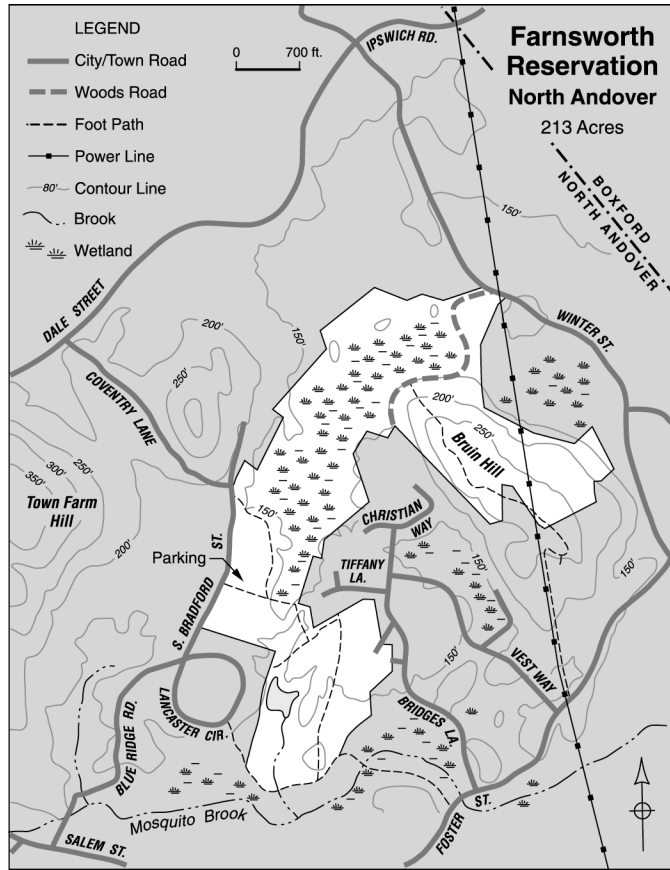 LEGEND
City/Town Road
Woods Road
Foot Path
Power Line
80'
Contour Line
Brook
Wetland
0 700 ft.
IPSWICH RD.
Farnsworth
Reservation
North Andover
213 Acres
BOXFORD
NORTH ANDOVER
150'
DALE STREET
200'
150'
WINTER ST.
250'
COVENTRY LANE
200'
250'
Bruin Hill
300'
250'
350'
Town Farm
Hill
150'
CHRISTIAN
WAY
200'
ST.
Parking
TIFFANY
LA.
150'
150'
S. BRADFORD
150'
VEST WAY
LANCASTER CIR.
BRIDGES LA.
BLUE RIDGE RD.
Mosquito Brook
FOSTER ST.
SALEM ST.